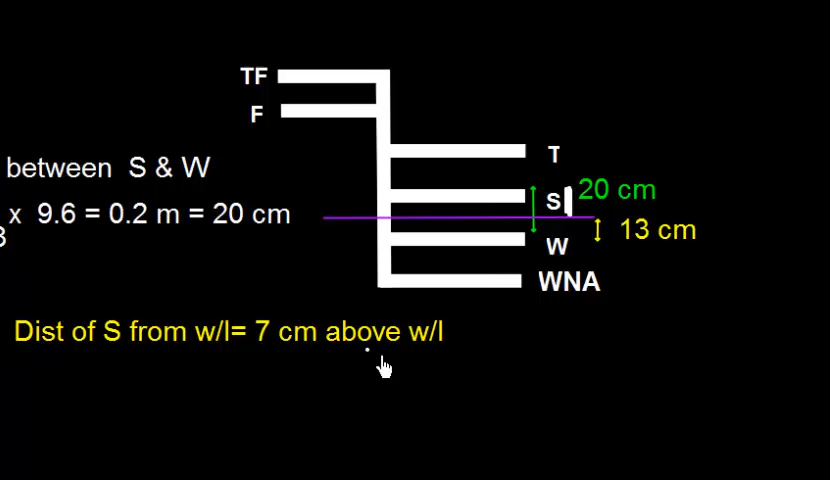 TF
F
T
between S & W
S
20 cm
x 9.6 = 0.2 m = 20 cm
3
13 cm
W
WNA
Dist of S from w/l= 7 cm above w/l